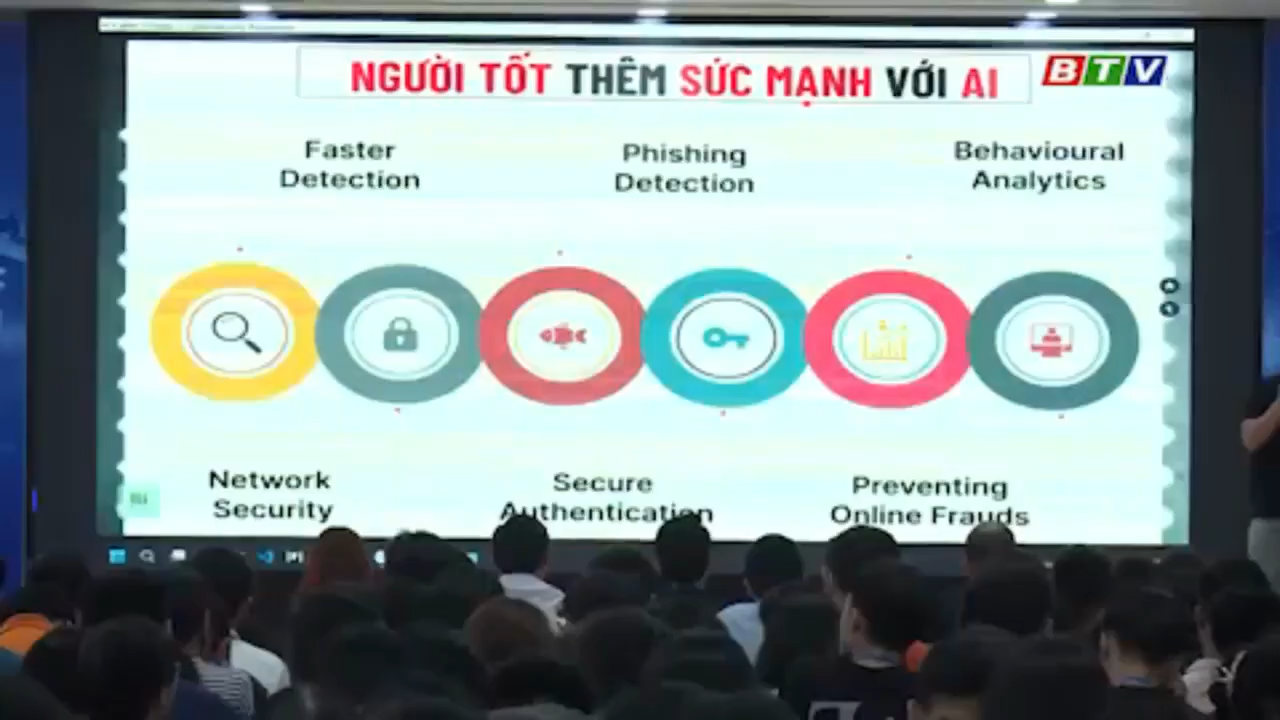 NGƯỜI TỐT THÊM SỨC MẠNH VỚI AI
BTV
Faster
Detection
Phishing
Detection
Behavioural
Analytics
Network
Security
Secure
Authentication
Preventing
Online Frauds